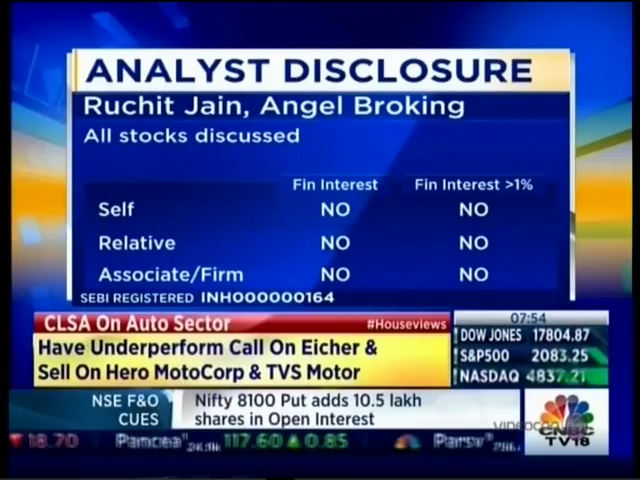 ANALYST DISCLOSURE
Ruchit Jain, Angel Broking
All stocks discussed
Fin Interest Fin Interest >1%
Self NO NO
Relative NO NO
Associate/Firm NO NO
SEBI REGISTERED INH000000164
CLSA On Auto Sector #Houseviews
Have Underperform Call On Eicher &
Sell On Hero MotoCorp & TVS Motor
07:54
DOW JONES 17804.87
S&P500 2083.25
NASDAQ 4837.21
NSE F&O
CUES
Nifty 8100 Put adds 10.5 lakh
shares in Open Interest
CNBC
TV18
18.70 117.60 0.85